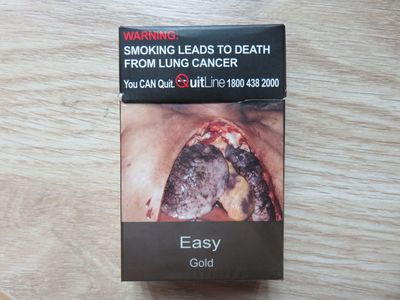 WARNING:
SMOKING LEADS TO DEATH
FROM LUNG CANCER
You CAN Quit. QuitLine 1800 438 2000
Easy
Gold